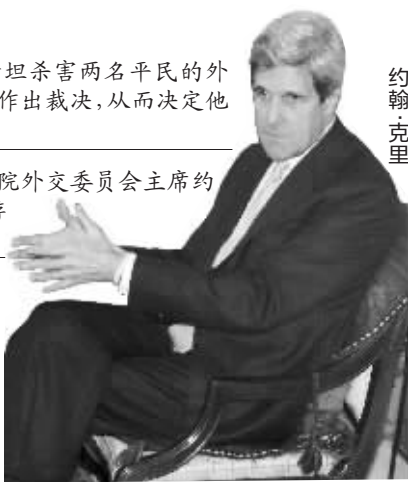 坦杀害两名平民的外
作出裁决，从而决定他
院外交委员会主席约
约翰·克里